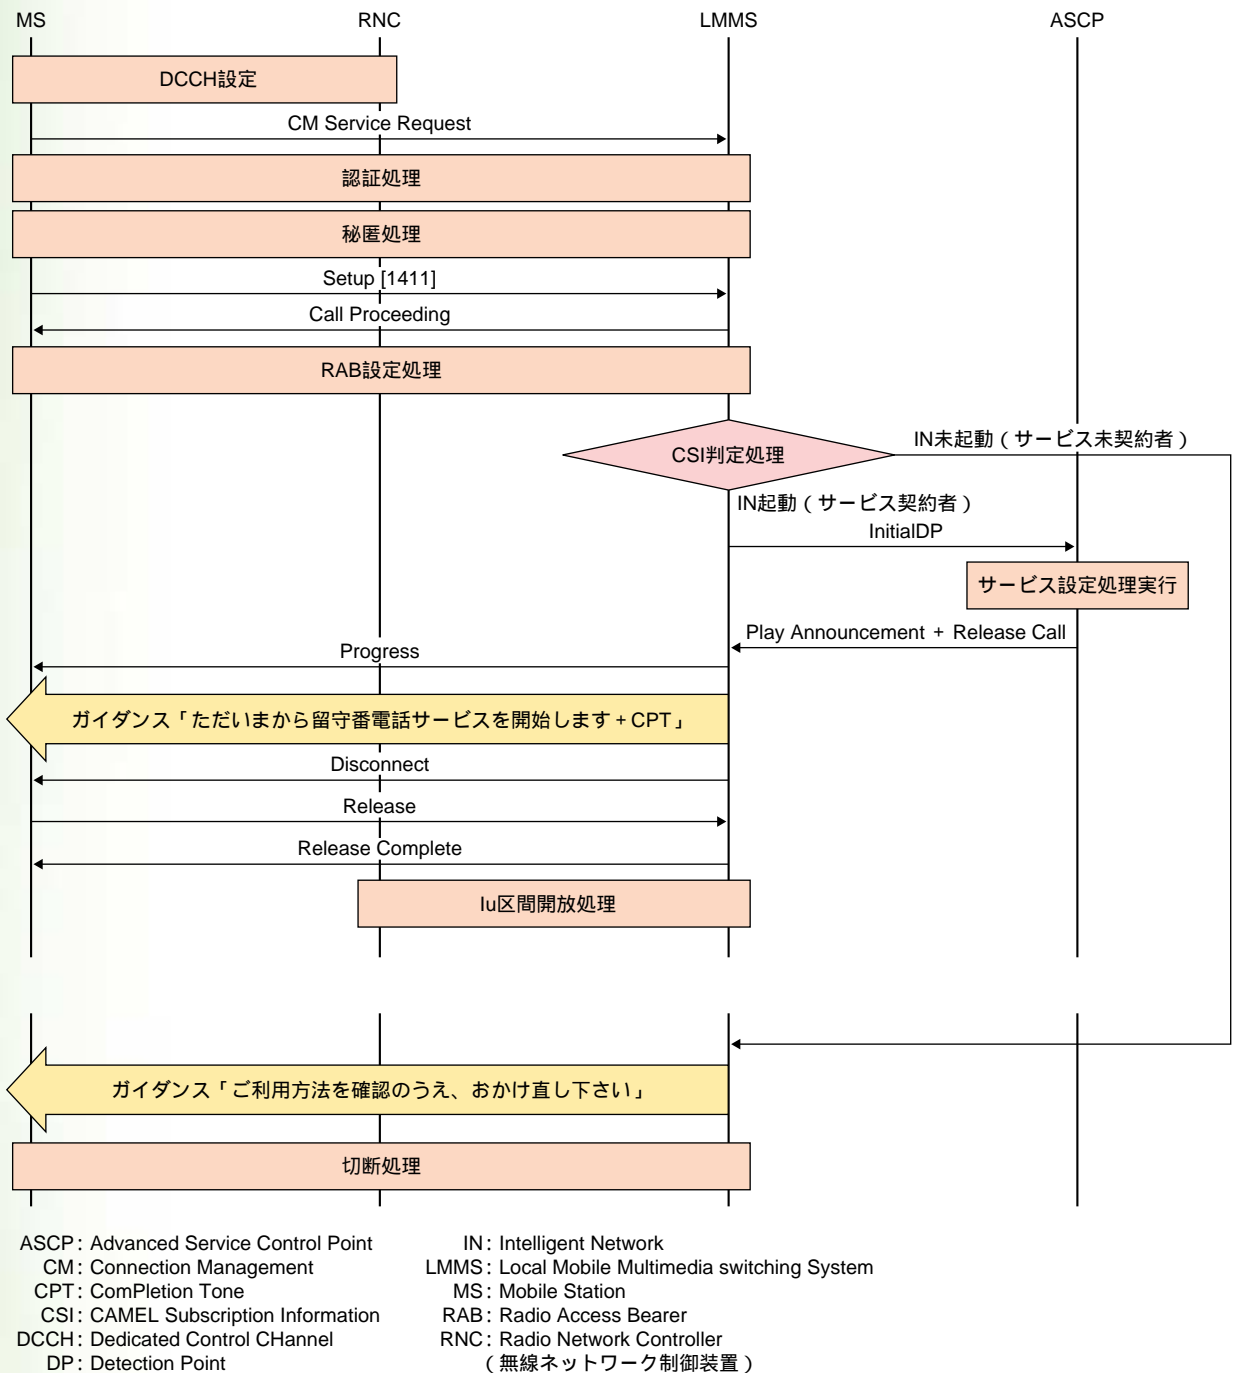 MS RNC LMMS ASCP
DCCH設定
CM Service Request
認証処理
秘匿処理
Setup [1411]
Call Proceeding
RAB設定処理
IN未起動（サービス未契約者）
CSI判定処理
IN起動（サービス契約者）
InitialDP
サービス設定処理実行
Play Announcement + Release Call
Progress
ガイダンス「ただいまから留守番電話サービスを開始します+CPT」
Disconnect
Release
Release Complete
Iu区間開放処理
ガイダンス「ご利用方法を確認のうえ、おかけ直し下さい」
切断処理
ASCP: Advanced Service Control Point
CM: Connection Management
CPT: ComPletion Tone
CSI: CAMEL Subscription Information
DCCH: Dedicated Control CHannel
DP: Detection Point
IN: Intelligent Network
LMMS: Local Mobile Multimedia switching System
MS: Mobile Station
RAB: Radio Access Bearer
RNC: Radio Network Controller
（無線ネットワーク制御装置）